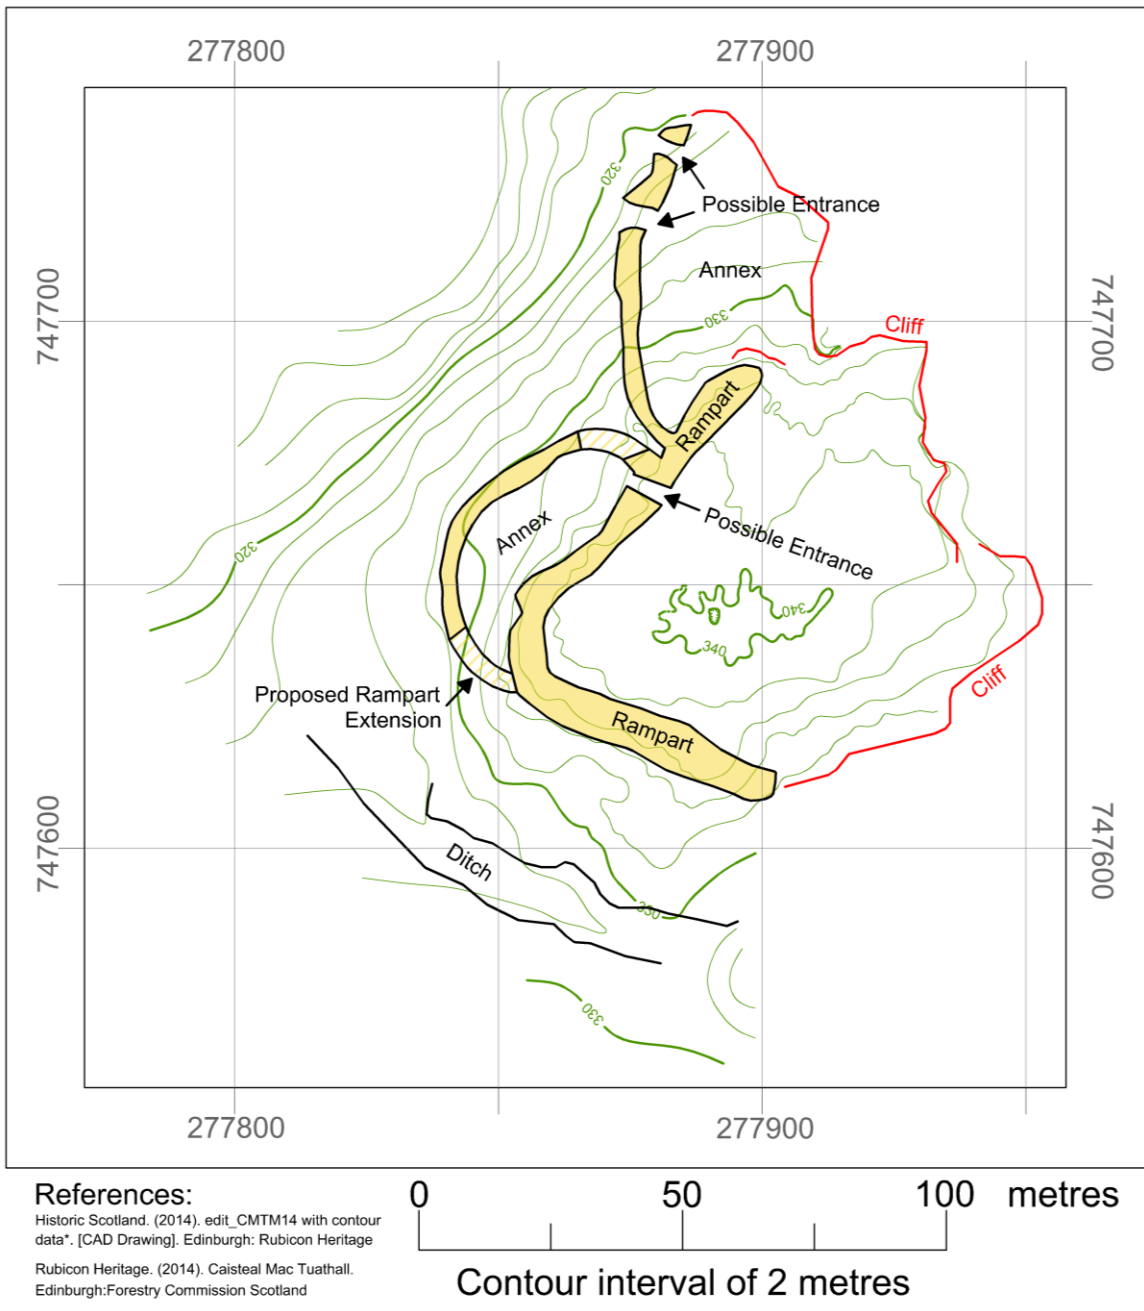 277800
277900
320
Possible Entrance
Annex
330
747700
747700
Cliff
Rampart
Annex
Possible Entrance
320
340
340
Cliff
Proposed Rampart
Extension
Rampart
747600
747600
Ditch
330
330
277800
277900
References:
Historic Scotland. (2014). edit_CMTM14 with contour
data*. [CAD Drawing]. Edinburgh: Rubicon Heritage
Rubicon Heritage. (2014). Caisteal Mac Tuathall.
Edinburgh:Forestry Commission Scotland
0 50 100 metres
Contour interval of 2 metres